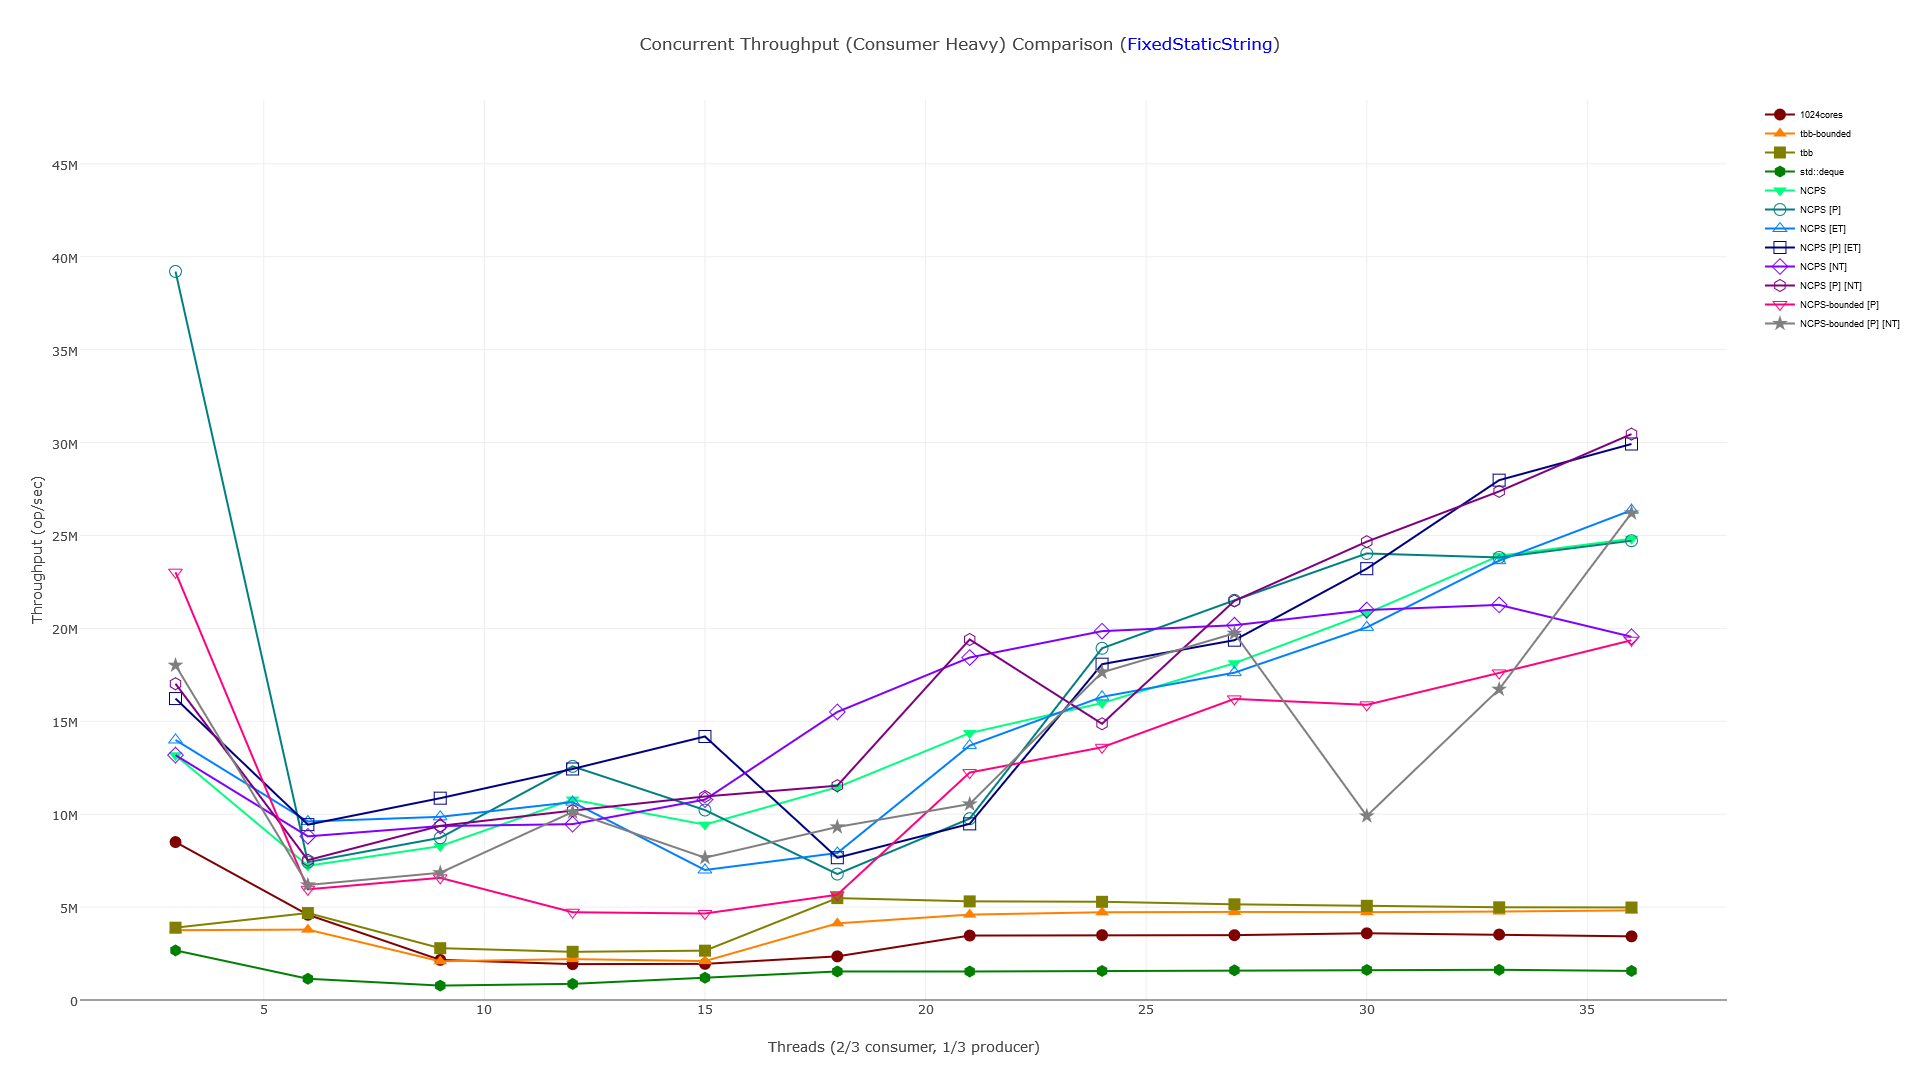 Concurrent Throughput (Consumer Heavy) Comparison (FixedStaticString)
1024cores
tbb-bounded
tbb
std::deque
NCPS
NCPS [P]
NCPS [ET]
NCPS [P] [ET]
NCPS [NT]
NCPS [P] [NT]
NCPS-bounded [P]
NCPS-bounded [P] [NT]
45M
40M
35M
30M
25M
20M
15M
10M
5M
0
Throughput (op/sec)
5 10 15 20 25 30 35
Threads (2/3 consumer, 1/3 producer)